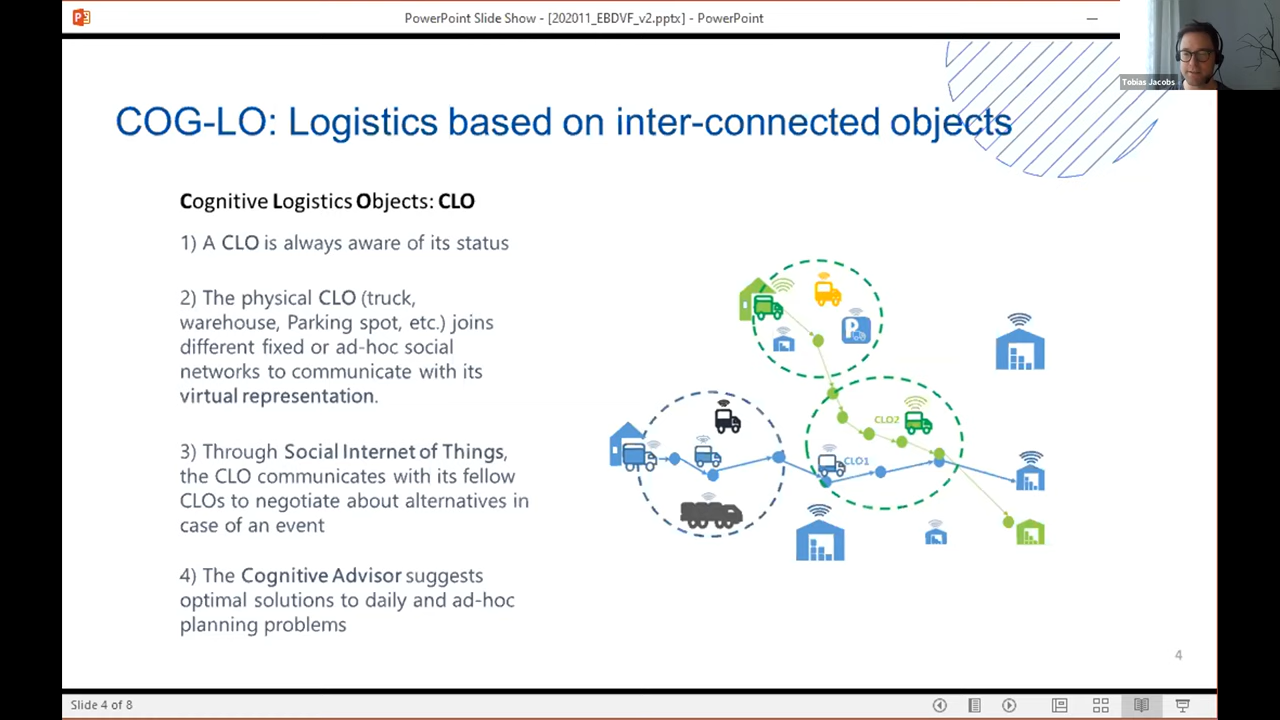 PowerPoint Slide Show - [202011_EBDVF_v2.pptx] - PowerPoint
Tobias Jacobs
COG-LO: Logistics based on inter-connected objects
Cognitive Logistics Objects: CLO
1) A CLO is always aware of its status
2) The physical CLO (truck,
warehouse, Parking spot, etc.) joins
different fixed or ad-hoc social
networks to communicate with its
virtual representation.
3) Through Social Internet of Things,
the CLO communicates with its fellow
CLOs to negotiate about alternatives in
case of an event
4) The Cognitive Advisor suggests
optimal solutions to daily and ad-hoc
planning problems
P
CLO2
CLO1
4
Slide 4 of 8